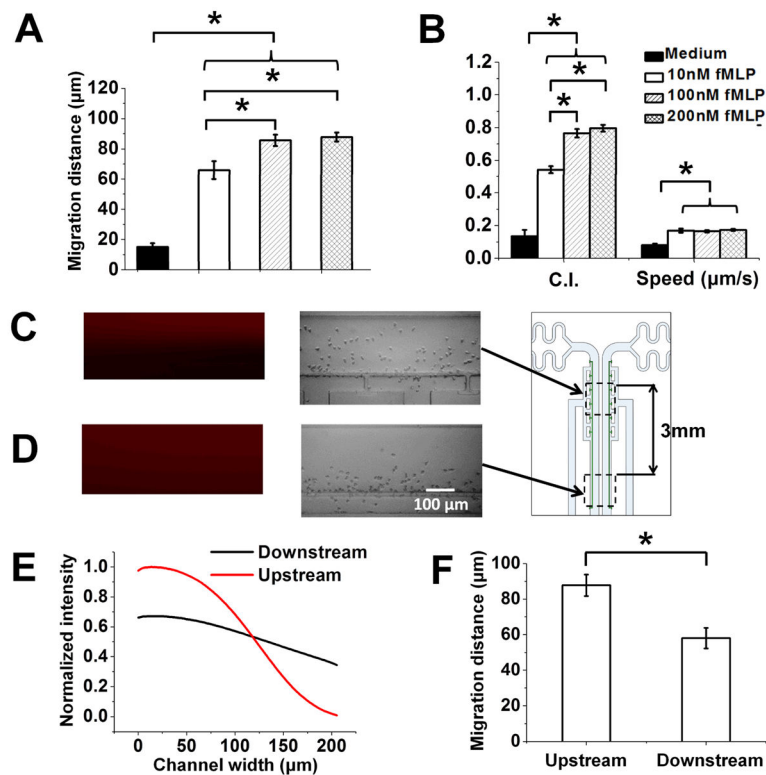 A
*
*
*
Migration distance (µm)
120
100
80
60
40
20
0
B
*
*
*
*
1.2
1.0
0.8
0.6
0.4
0.2
0.0
C.I.
Speed (µm/s)
Medium
10nM fMLP
100nM fMLP
200nM fMLP
C
D
100 µm
3mm
E
Normalized intensity
1.0
0.8
0.6
0.4
0.2
0.0
0
50
100
150
200
Channel width (µm)
Downstream
Upstream
F
*
Migration distance (µm)
100
80
60
40
20
0
Upstream
Downstream